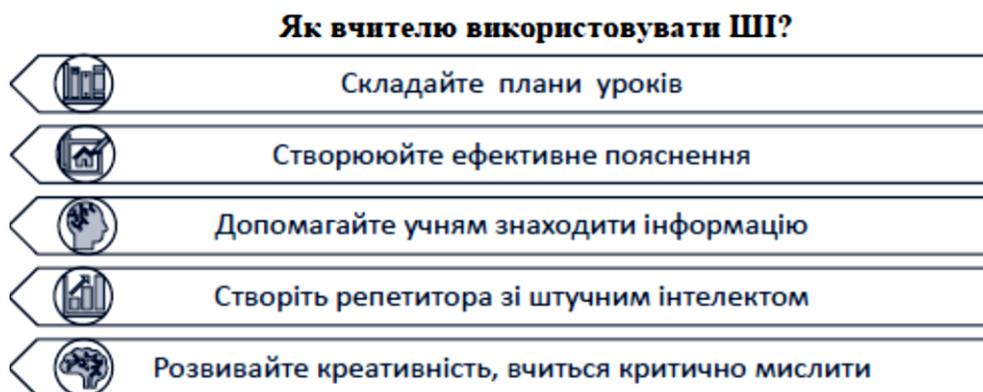 Як вчителю використовувати ШІ?
Складайте плани уроків
Створююйте ефективне пояснення
Допомагайте учням знаходити інформацію
Створіть репетитора зі штучним інтелектом
Розвивайте креативність, вчиться критично мислити